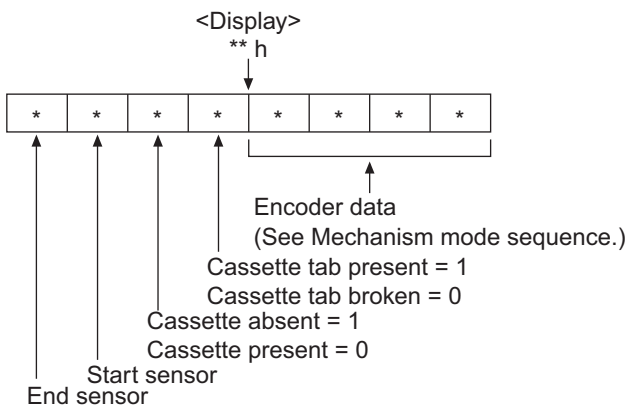 <Display>
** h
* * * * * * * *
Encoder data
(See Mechanism mode sequence.)
Cassette tab present = 1
Cassette tab broken = 0
Cassette absent = 1
Cassette present = 0
Start sensor
End sensor